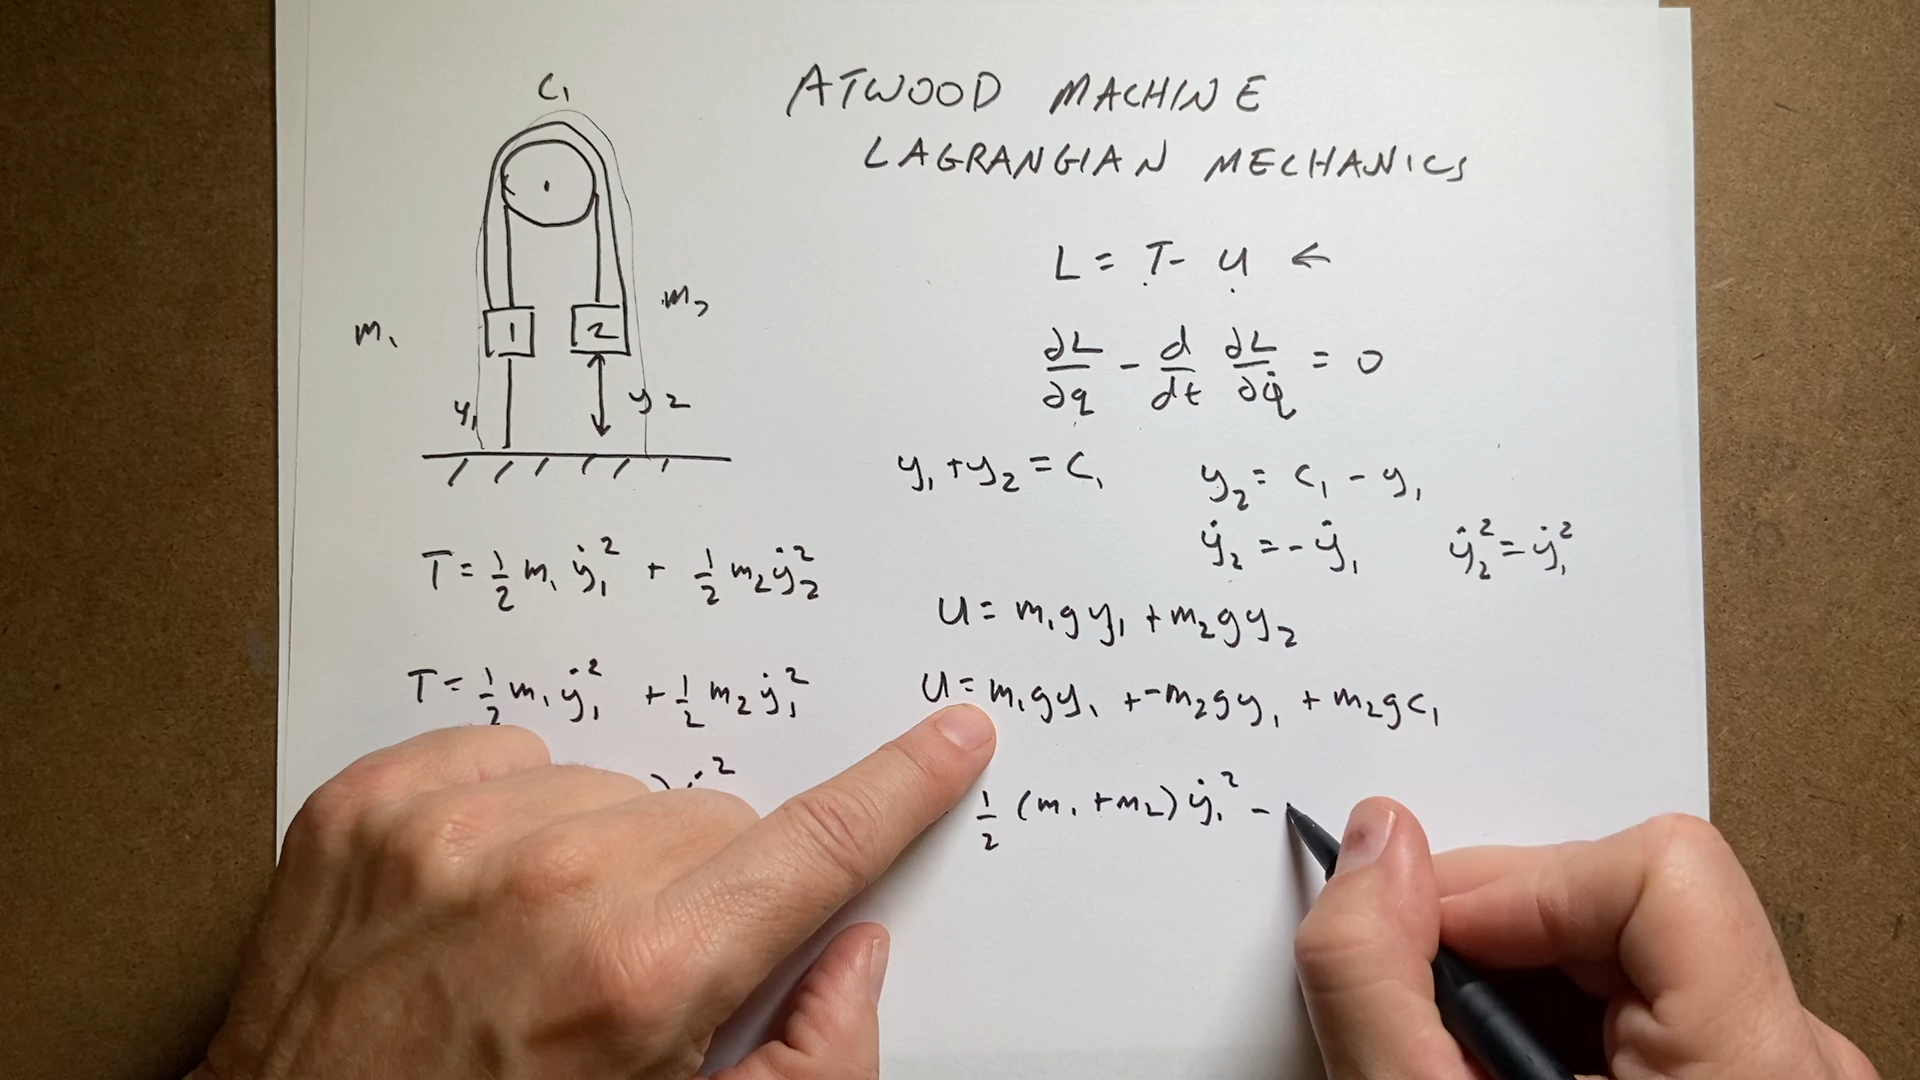 C₁
ATWOOD MACHINE
LAGRANGIAN MECHANICS
L = T - U ←
∂L/∂q - d/dt ∂L/∂q̇ = 0
m₁
1
2
m₂
y₁
y2
y₁ + y₂ = C₁
y₂ = C₁ - y₁
ẏ₂ = - ẏ₁
ẏ₂² = ẏ₁²
T = ½ m₁ ẏ₁² + ½ m₂ ẏ₂²
U = m₁gy₁ + m₂gy₂
T = ½ m₁ ẏ₁² + ½ m₂ ẏ₁²
U = m₁gy₁ + -m₂gy₁ + m₂gC₁
½ (m₁ + m₂) ẏ₁² -